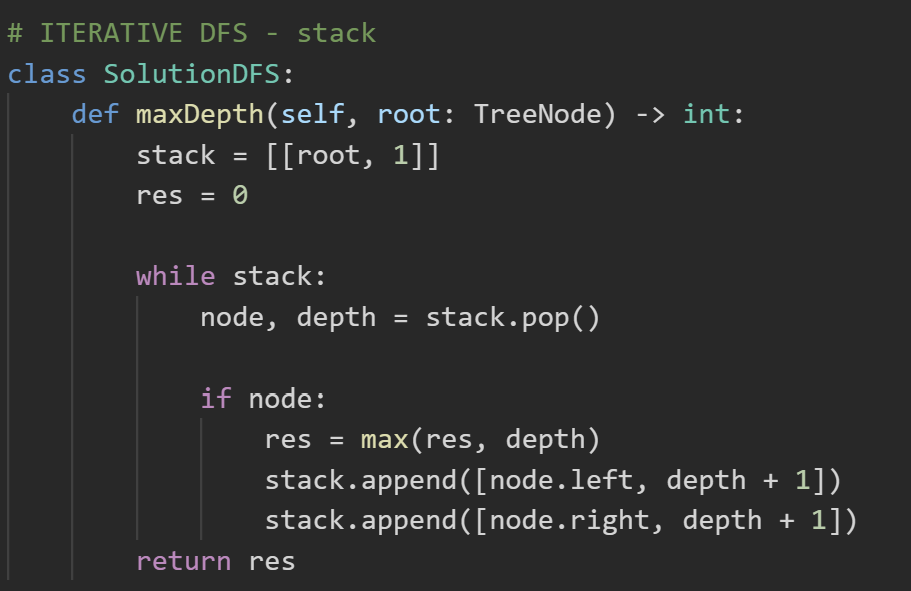 # ITERATIVE DFS - stack
class SolutionDFS:
    def maxDepth(self, root: TreeNode) -> int:
        stack = [[root, 1]]
        res = 0

        while stack:
            node, depth = stack.pop()

            if node:
                res = max(res, depth)
                stack.append([node.left, depth + 1])
                stack.append([node.right, depth + 1])
        return res